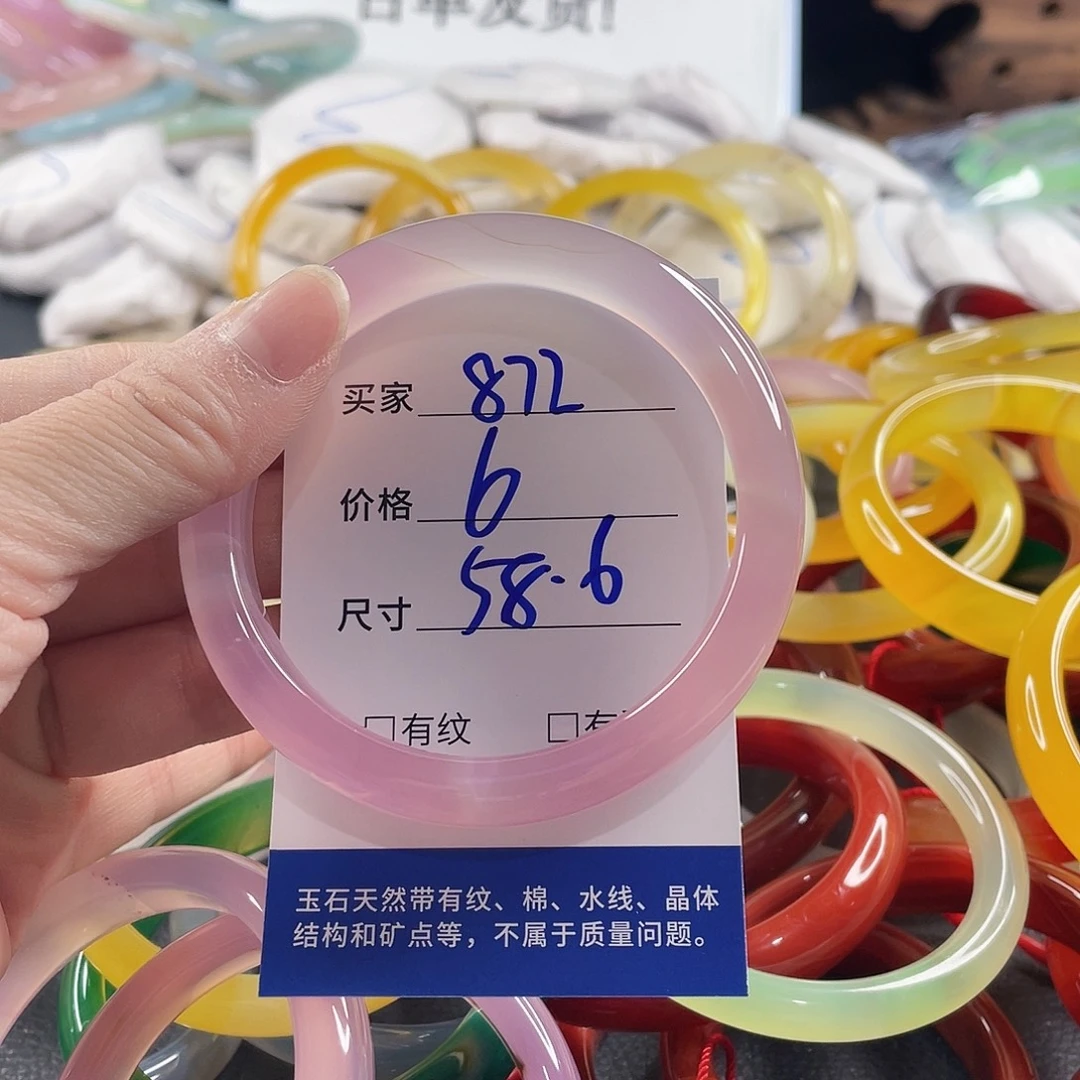 买家 872
价格 6
尺寸 58.6
□有纹 □有
玉石天然带有纹、棉、水线、晶体
结构和矿点等，不属于质量问题。